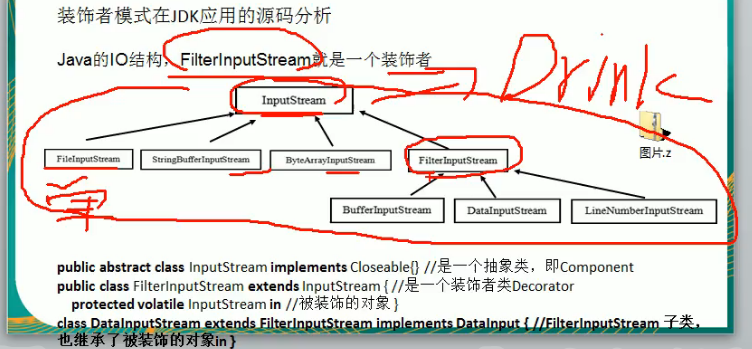 装饰者模式在JDK应用的源码分析
Java的IO结构，FilterInputStream就是一个装饰者
Drink
InputStream
图片.z
FileInputStream StringBufferInputStream ByteArrayInputStream FilterInputStream
BufferInputStream DataInputStream LineNumberInputStream
public abstract class InputStream implements Closeable{} //是一个抽象类，即Component
public class FilterInputStream extends InputStream { //是一个装饰者类Decorator
protected volatile InputStream in //被装饰的对象 }
class DataInputStream extends FilterInputStream implements DataInput { //FilterInputStream 子类，
也继承了被装饰的对象in }